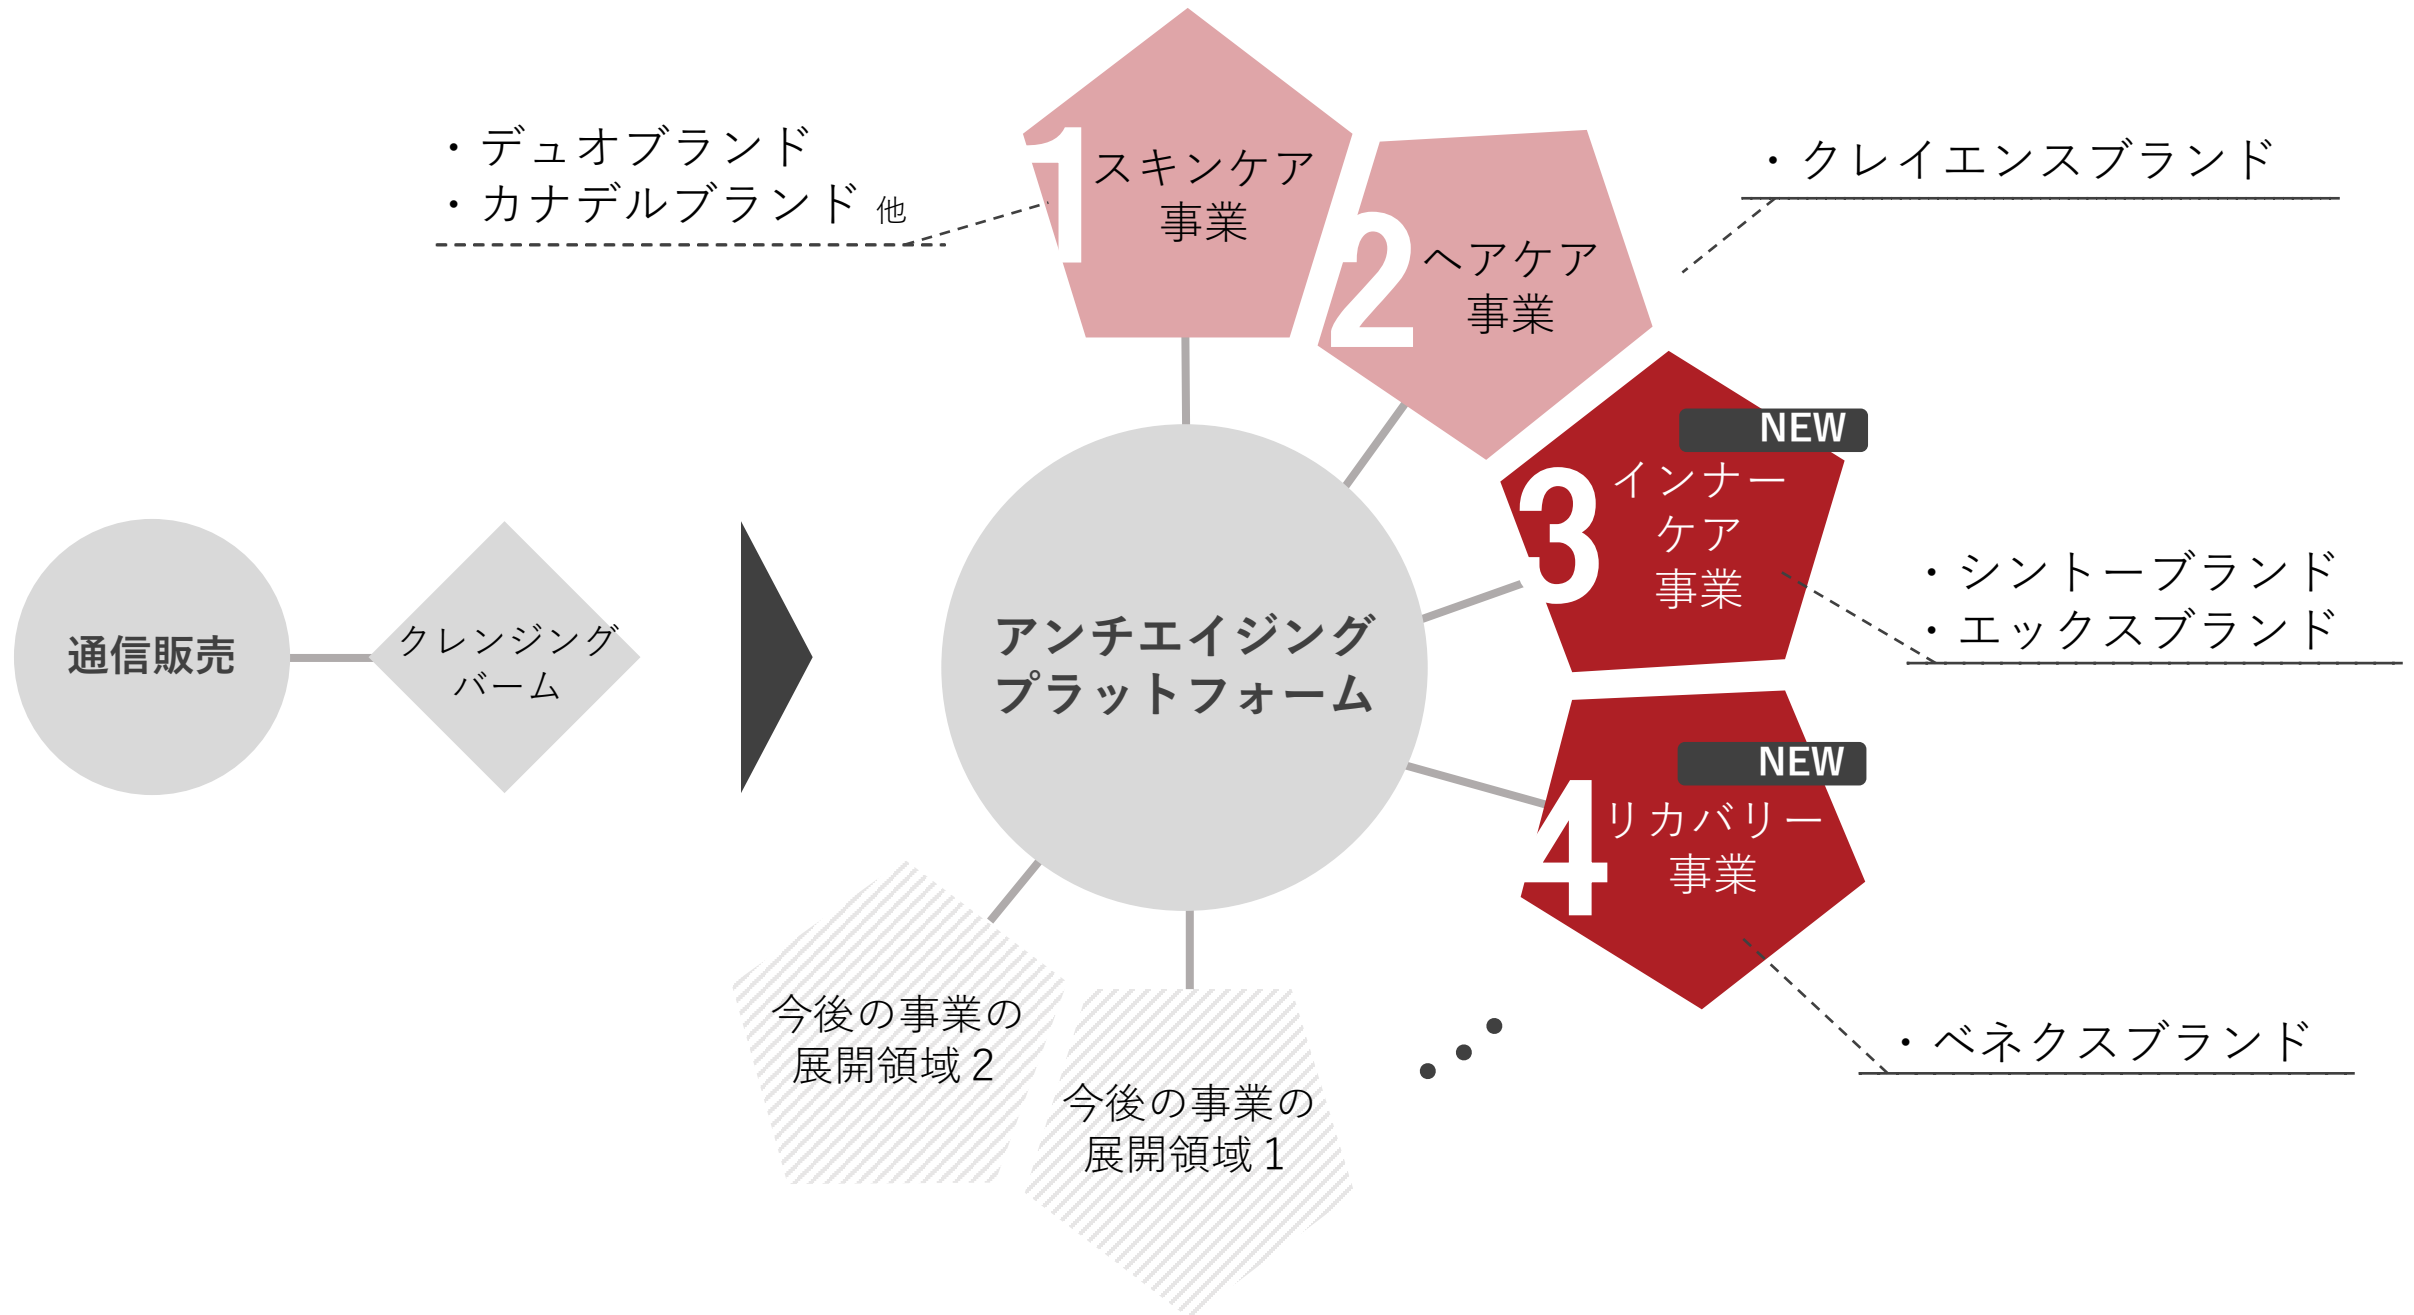 ・デュオブランド
・カナデルブランド 他
1
スキンケア
事業
2
ヘアケア
事業
・クレイエンスブランド
NEW
3
インナー
ケア
事業
・シントーブランド
・エックスブランド
通信販売
クレンジング
バーム
アンチエイジング
プラットフォーム
NEW
4
リカバリー
事業
・ベネクスブランド
今後の事業の
展開領域2
今後の事業の
展開領域1